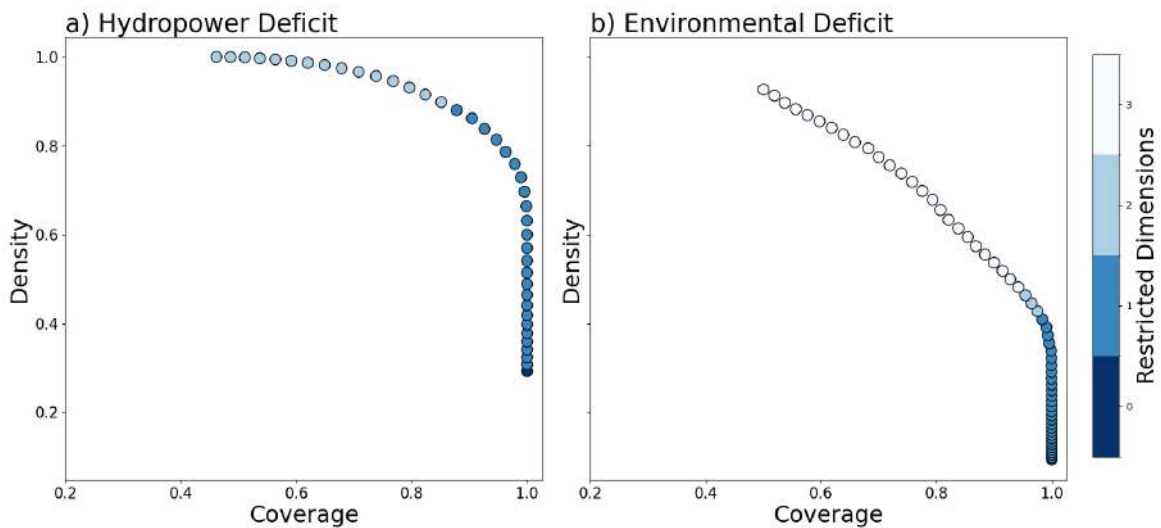 a) Hydropower Deficit
1.0
0.8
0.6
0.4
0.2
Density
0.2 0.4 0.6 0.8 1.0
Coverage
b) Environmental Deficit
Density
0.2 0.4 0.6 0.8 1.0
Coverage
3
2
1
0
Restricted Dimensions